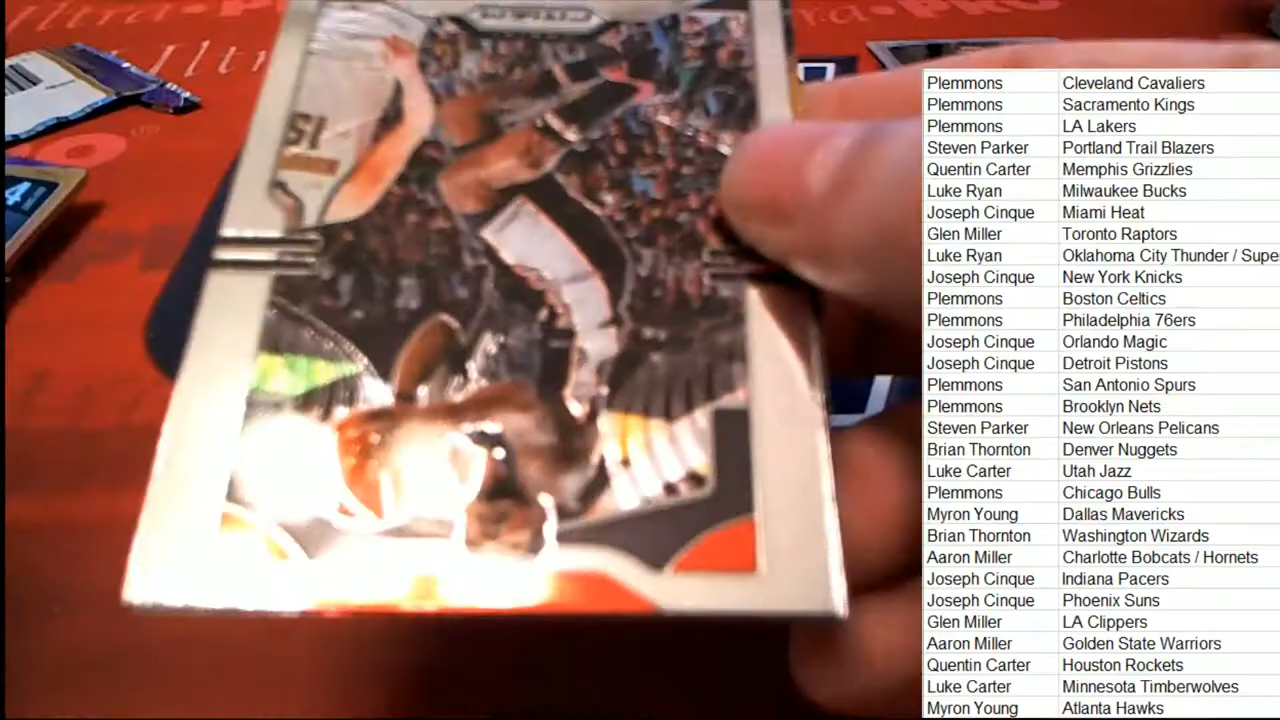 Ultra PRO
Plemmons Cleveland Cavaliers
Plemmons Sacramento Kings
Plemmons LA Lakers
Steven Parker Portland Trail Blazers
Quentin Carter Memphis Grizzlies
Luke Ryan Milwaukee Bucks
Joseph Cinque Miami Heat
Glen Miller Toronto Raptors
Luke Ryan Oklahoma City Thunder / Supe
Joseph Cinque New York Knicks
Plemmons Boston Celtics
Plemmons Philadelphia 76ers
Joseph Cinque Orlando Magic
Joseph Cinque Detroit Pistons
Plemmons San Antonio Spurs
Plemmons Brooklyn Nets
Steven Parker New Orleans Pelicans
Brian Thornton Denver Nuggets
Luke Carter Utah Jazz
Plemmons Chicago Bulls
Myron Young Dallas Mavericks
Brian Thornton Washington Wizards
Aaron Miller Charlotte Bobcats / Hornets
Joseph Cinque Indiana Pacers
Joseph Cinque Phoenix Suns
Glen Miller LA Clippers
Aaron Miller Golden State Warriors
Quentin Carter Houston Rockets
Luke Carter Minnesota Timberwolves
Myron Young Atlanta Hawks
PRIZM
15
4